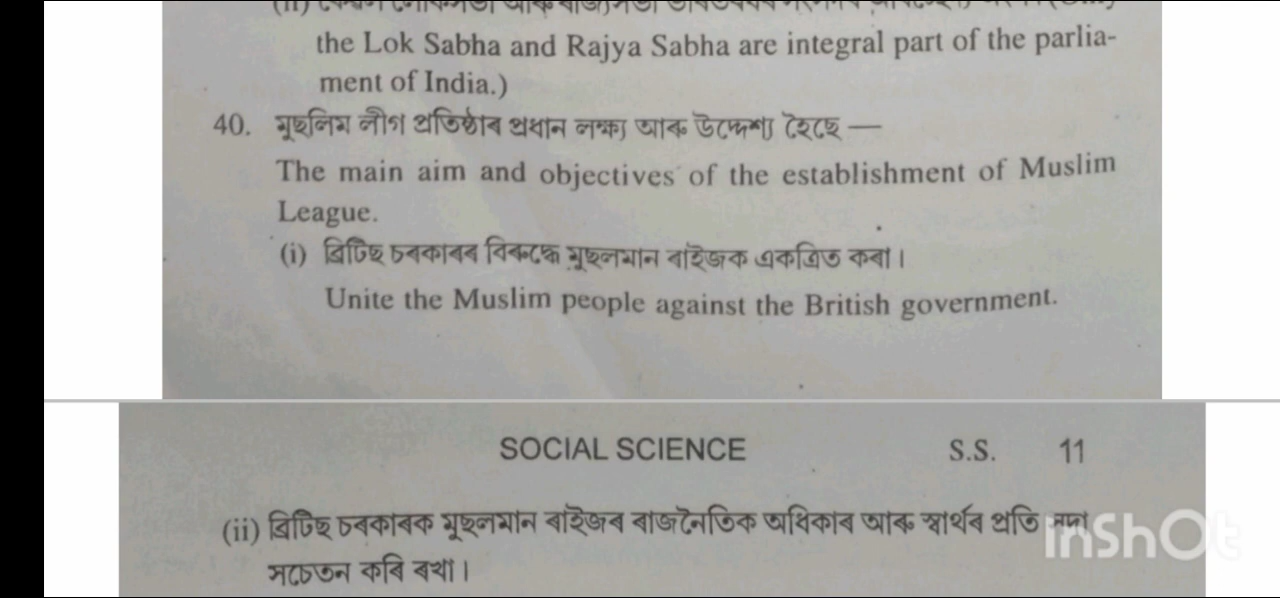 the Lok Sabha and Rajya Sabha are integral part of the parlia-
ment of India.)
40. মুছলিম লীগ প্ৰতিষ্ঠাৰ প্ৰধান লক্ষ্য আৰু উদ্দেশ্য হৈছে —
The main aim and objectives of the establishment of Muslim
League.
(i) ব্ৰিটিছ চৰকাৰৰ বিৰুদ্ধে মুছলমান ৰাইজক একত্ৰিত কৰা।
Unite the Muslim people against the British government.
SOCIAL SCIENCE S.S. 11
(ii) ব্ৰিটিছ চৰকাৰক মুছলমান ৰাইজৰ ৰাজনৈতিক অধিকাৰ আৰু স্বাৰ্থৰ প্ৰতি সদা
InShOt
সচেতন কৰি ৰখা।